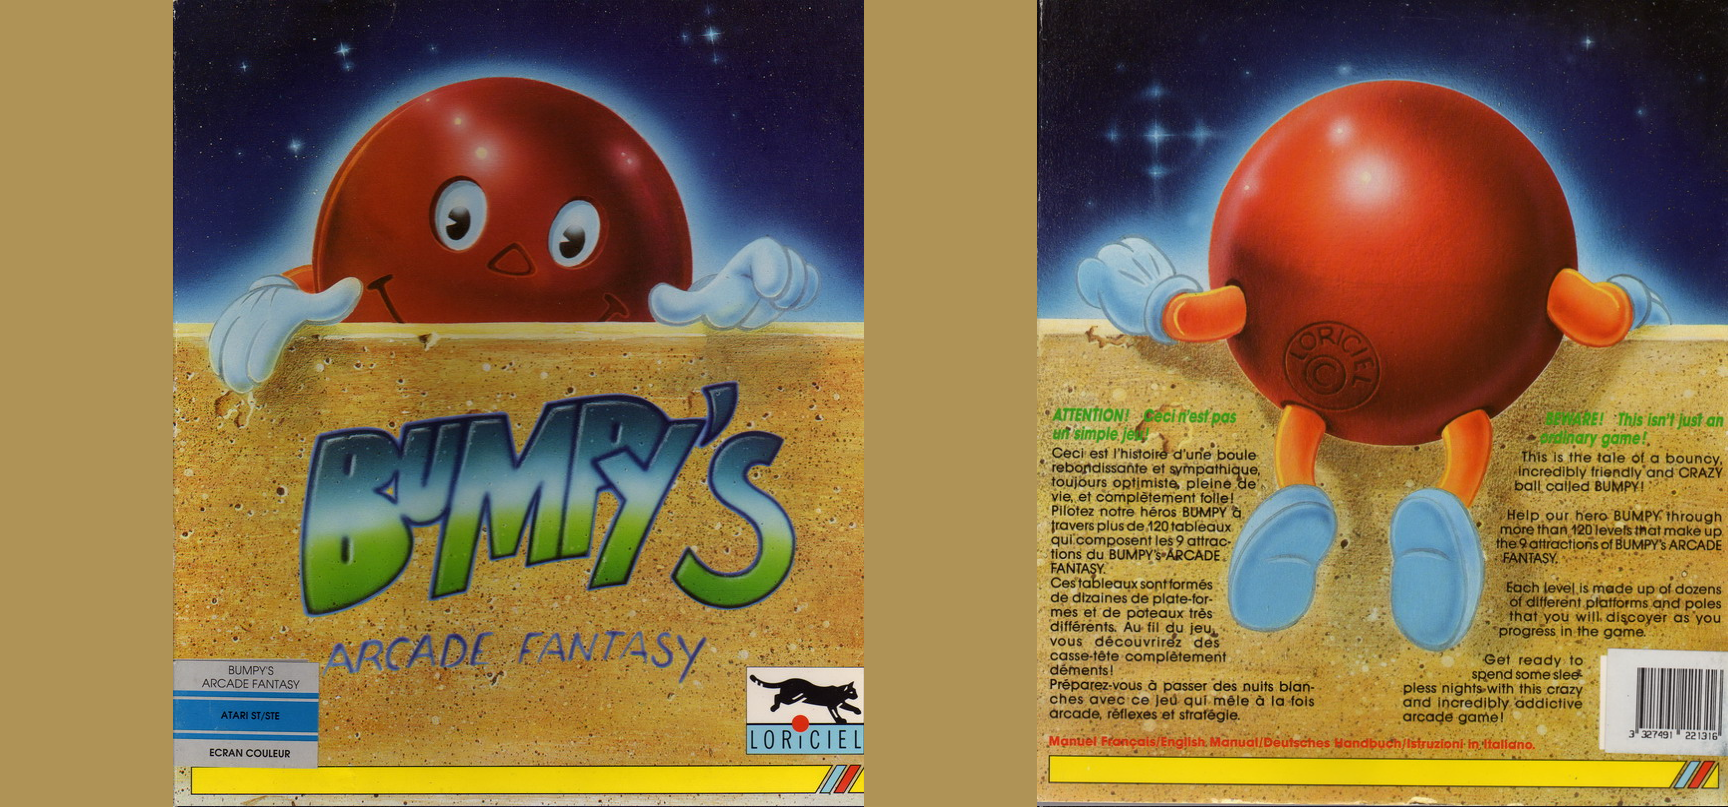 BUMPY'S
ARCADE FANTASY
BUMPY'S
ARCADE FANTASY
ATARI ST/STE
ECRAN COULEUR
LORICIEL
LORICIEL
©
ATTENTION! Ceci n'est pas
un simple jeu!
Ceci est l'histoire d'une boule
rebondissante et sympathique,
toujours optimiste, pleine de
vie, et complètement folle!
Pilotez notre héros BUMPY à
travers plus de 120 tableaux
qui composent les 9 attrac-
tions du BUMPY's ARCADE
FANTASY.
Ces tableaux sont formés
de dizaines de plate-for-
mes et de poteaux très
différents. Au fil du jeu,
vous découvrirez des
casse-tête complètement
déments!
Préparez-vous à passer des nuits blan-
ches avec ce jeu qui mêle à la fois
arcade, réflexes et stratégie.
BEWARE! This isn't just an
ordinary game!
This is the tale of a bouncy,
incredibly friendly and CRAZY
ball called BUMPY!
Help our hero BUMPY through
more than 120 levels that make up
the 9 attractions of BUMPY's ARCADE
FANTASY.
Each level is made up of dozens
of different platforms and poles
that you will discover as you
progress in the game.
Get ready to
spend some slee-
pless nights with this crazy
and incredibly addictive
arcade game!
3 327491 221316
Manuel Français/English Manual/Deutsches Handbuch/Istruzioni in Italiano.